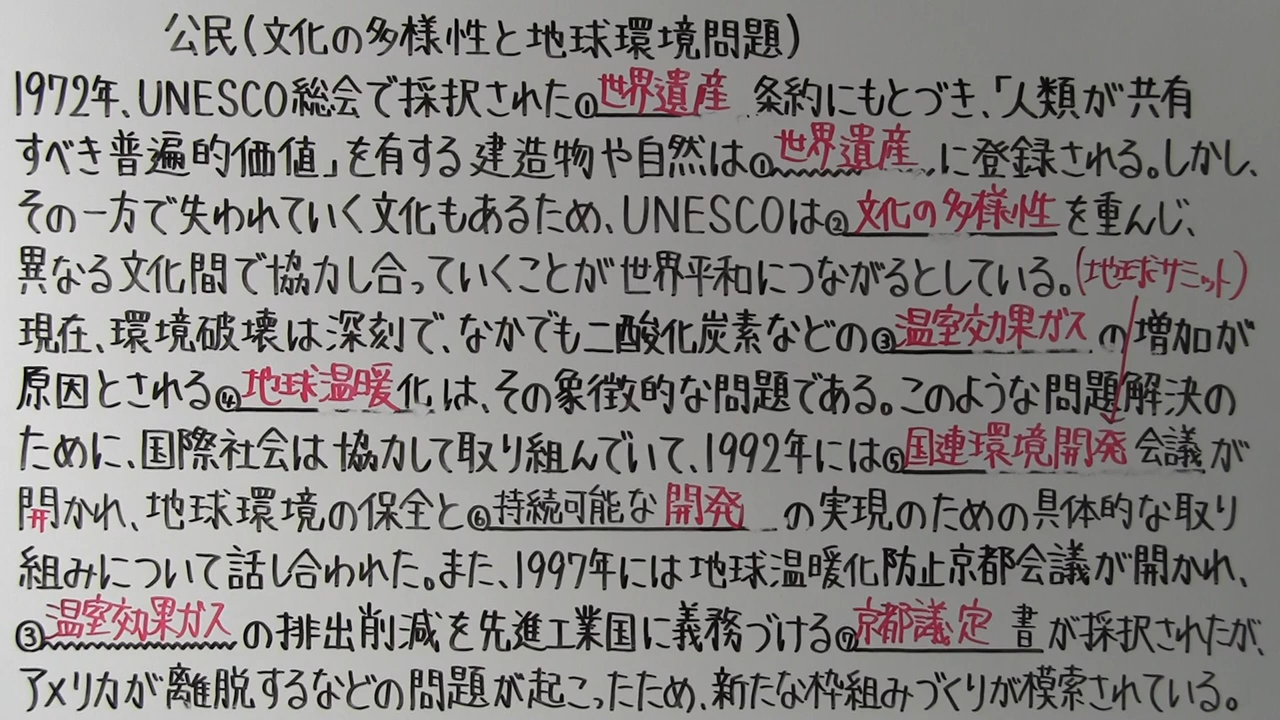 公民(文化の多様性と地球環境問題)
1972年、UNESCO総会で採択された①世界遺産 条約にもとづき、「人類が共有
すべき普遍的価値」を有する建造物や自然は①世界遺産に登録される。しかし、
その一方で失われていく文化もあるため、UNESCOは②文化の多様性を重んじ、
異なる文化間で協力し合っていくことが世界平和につながるとしている。(地球サミット)
現在、環境破壊は深刻で、なかでも二酸化炭素などの③温室効果ガスの増加が
原因とされる④地球温暖化は、その象徴的な問題である。このような問題解決の
ために、国際社会は協力して取り組んでいて、1992年には⑤国連環境開発会議が
開かれ、地球環境の保全と⑥持続可能な開発 の実現のための具体的な取り
組みについて話し合われた。また、1997年には地球温暖化防止京都会議が開かれ、
③温室効果ガスの排出削減を先進工業国に義務づける⑦京都議定書が採択されたが、
アメリカが離脱するなどの問題が起こったため、新たな枠組みづくりが模索されている。